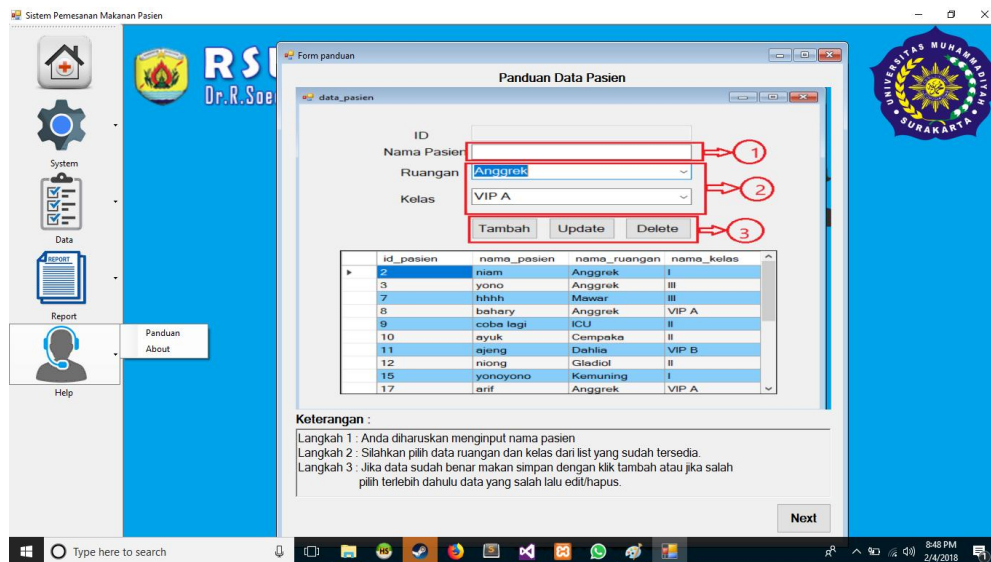 Sistem Pemesanan Makanan Pasien
System
Data
REPORT
Report
Panduan
About
Help
RSU
Dr.R.Soe
UNIVERSITAS MUHAMMADIYAH
SURAKARTA
Form panduan
Panduan Data Pasien
data_pasien
ID
Nama Pasien
1
Ruangan Anggrek
2
Kelas VIP A
Tambah Update Delete
3
id_pasien nama_pasien nama_ruangan nama_kelas
2 niam Anggrek I
3 yono Anggrek III
7 hhhh Mawar III
8 bahary Anggrek VIP A
9 coba lagi ICU II
10 ayuk Cempaka II
11 ajeng Dahlia VIP B
12 niong Gladiol II
15 yonoyono Kemuning I
17 arif Anggrek VIP A
Keterangan :
Langkah 1 : Anda diharuskan menginput nama pasien
Langkah 2 : Silahkan pilih data ruangan dan kelas dari list yang sudah tersedia.
Langkah 3 : Jika data sudah benar makan simpan dengan klik tambah atau jika salah
pilih terlebih dahulu data yang salah lalu edit/hapus.
Next
Type here to search
8:48 PM
2/4/2018